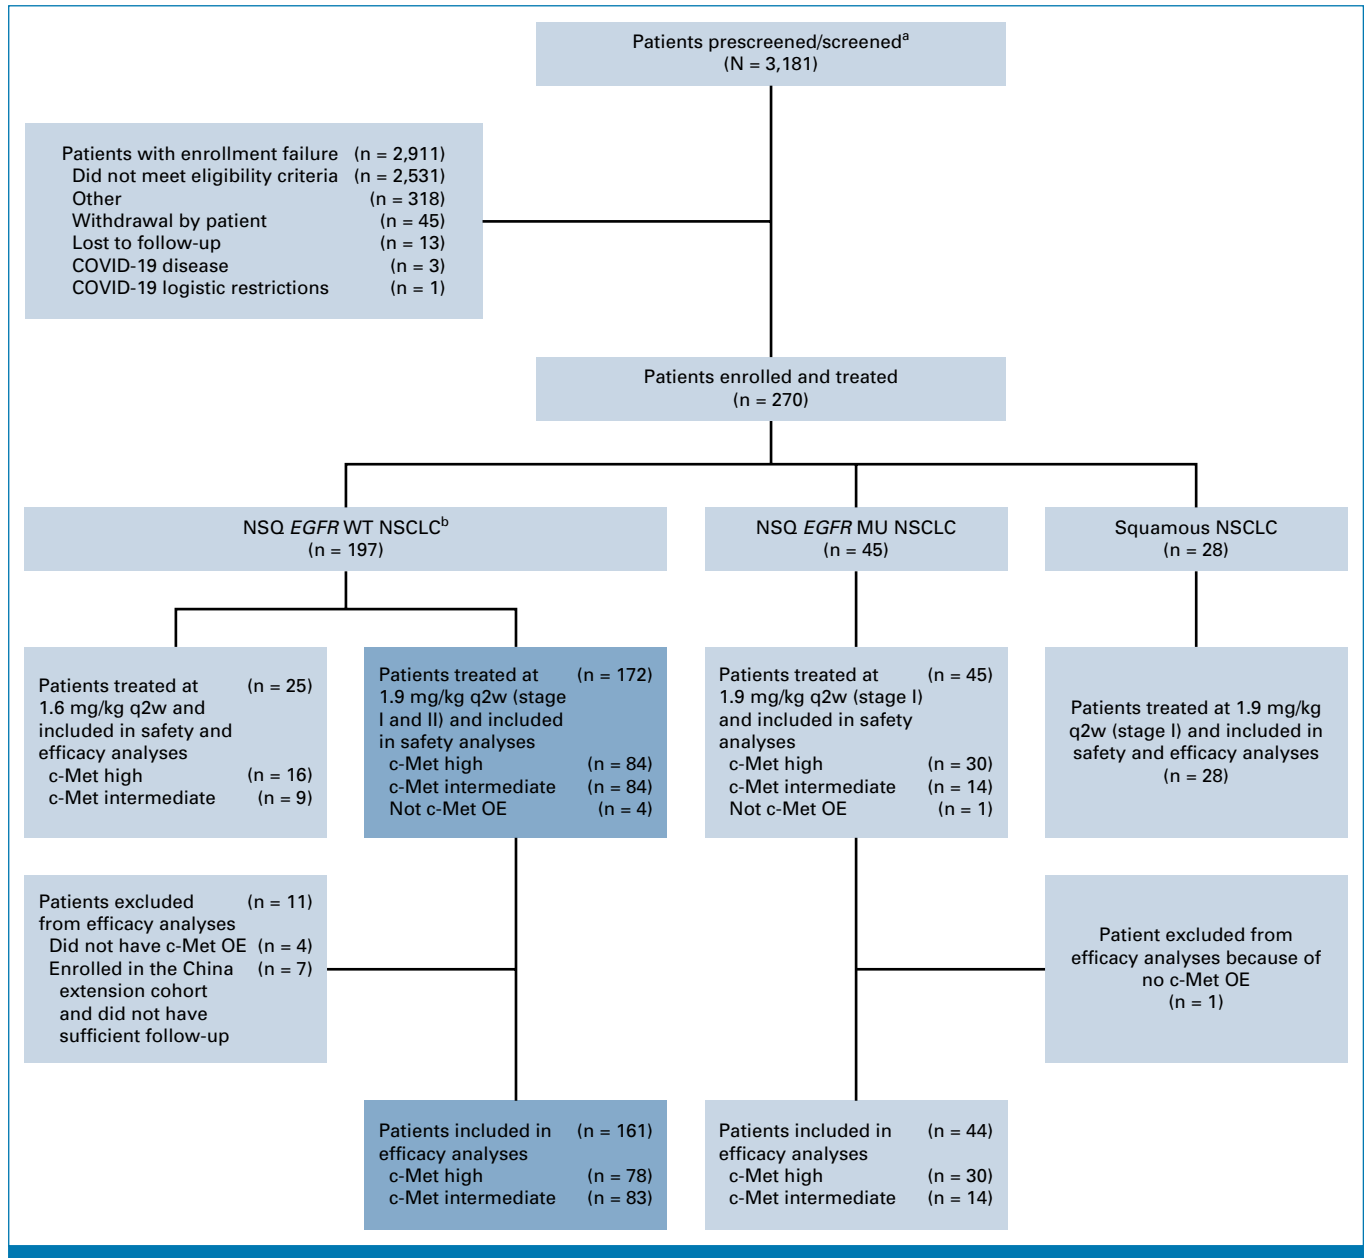 Patients prescreened/screenedᵃ
(N = 3,181)
Patients with enrollment failure (n = 2,911)
Did not meet eligibility criteria (n = 2,531)
Other (n = 318)
Withdrawal by patient (n = 45)
Lost to follow-up (n = 13)
COVID-19 disease (n = 3)
COVID-19 logistic restrictions (n = 1)
Patients enrolled and treated
(n = 270)
NSQ EGFR WT NSCLCᵇ
(n = 197)
NSQ EGFR MU NSCLC
(n = 45)
Squamous NSCLC
(n = 28)
Patients treated at (n = 25)
1.6 mg/kg q2w and
included in safety and
efficacy analyses
c-Met high (n = 16)
c-Met intermediate (n = 9)
Patients treated at (n = 172)
1.9 mg/kg q2w (stage
I and II) and included
in safety analyses
c-Met high (n = 84)
c-Met intermediate (n = 84)
Not c-Met OE (n = 4)
Patients treated at (n = 45)
1.9 mg/kg q2w (stage I)
and included in safety
analyses
c-Met high (n = 30)
c-Met intermediate (n = 14)
Not c-Met OE (n = 1)
Patients treated at 1.9 mg/kg
q2w (stage I) and included in
safety and efficacy analyses
(n = 28)
Patients excluded (n = 11)
from efficacy analyses
Did not have c-Met OE (n = 4)
Enrolled in the China (n = 7)
extension cohort
and did not have
sufficient follow-up
Patient excluded from
efficacy analyses because of
no c-Met OE
(n = 1)
Patients included in (n = 161)
efficacy analyses
c-Met high (n = 78)
c-Met intermediate (n = 83)
Patients included in (n = 44)
efficacy analyses
c-Met high (n = 30)
c-Met intermediate (n = 14)